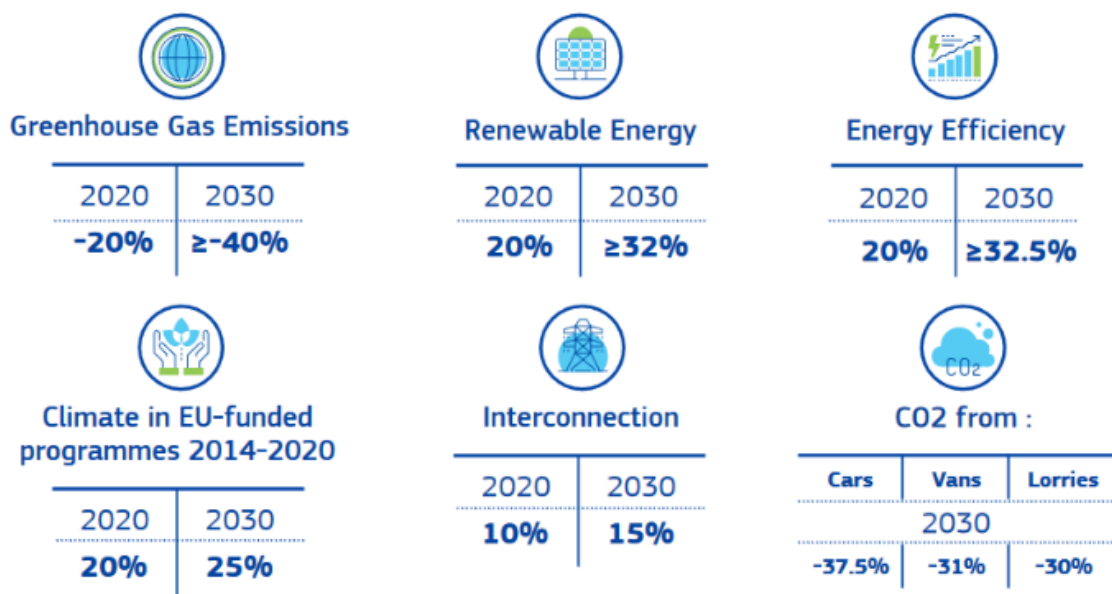 Greenhouse Gas Emissions
2020 2030
-20% ≥-40%
Renewable Energy
2020 2030
20% ≥32%
Energy Efficiency
2020 2030
20% ≥32.5%
Climate in EU-funded
programmes 2014-2020
2020 2030
20% 25%
Interconnection
2020 2030
10% 15%
CO2
CO2 from :
Cars Vans Lorries
2030
-37.5% -31% -30%